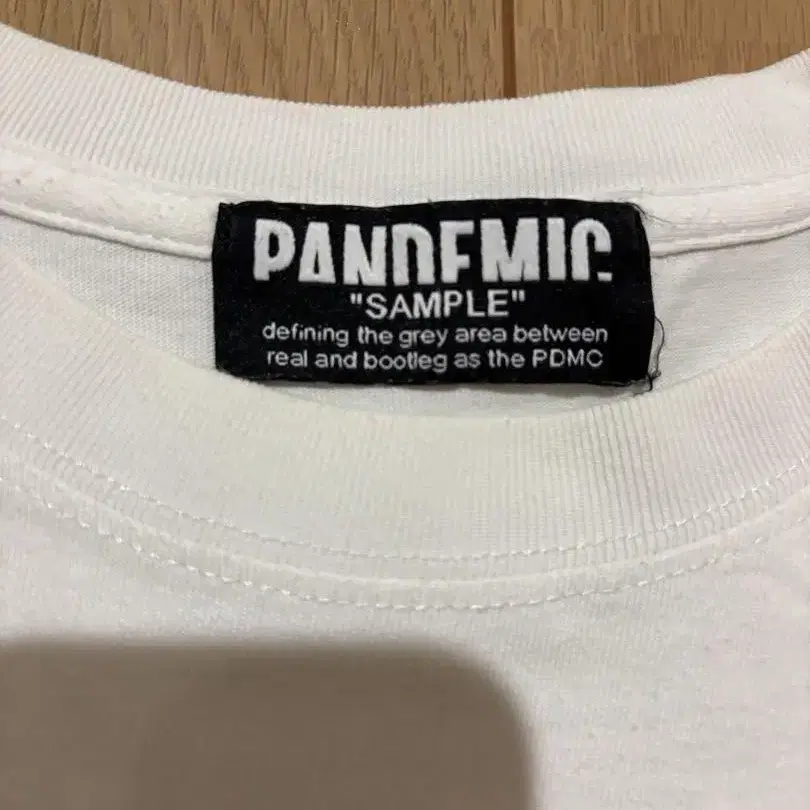 PANDEMIC
"SAMPLE"
defining the grey area between
real and bootleg as the PDMC